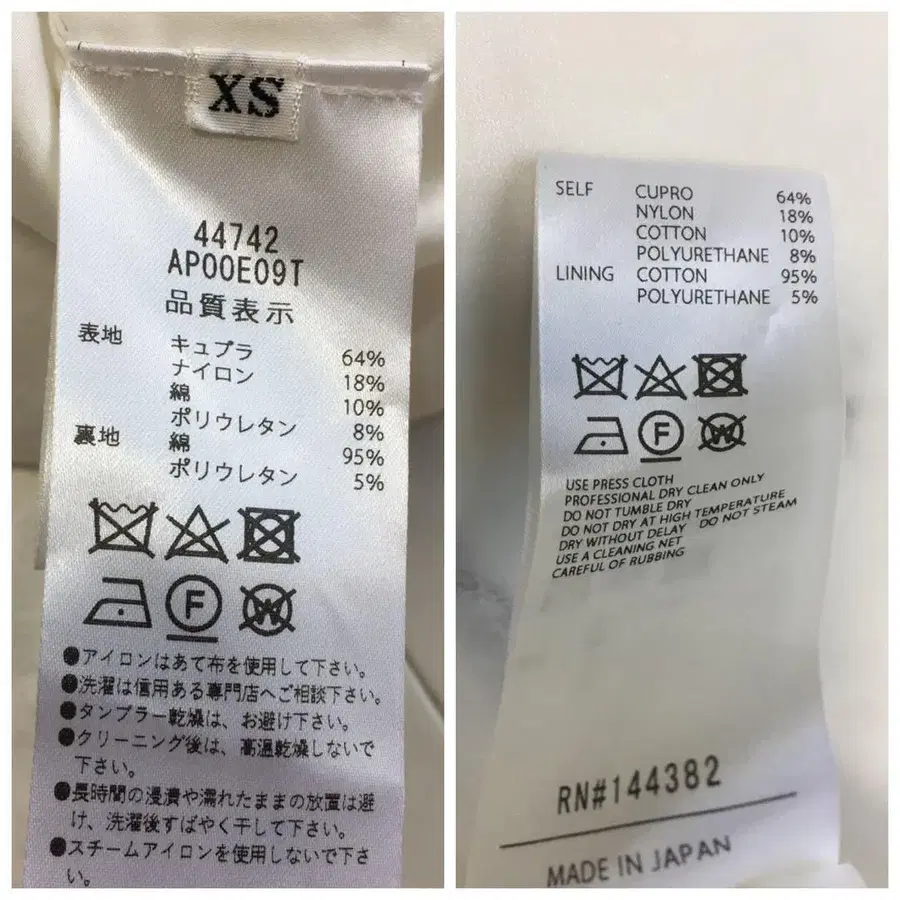 XS
44742
AP00E09T
品質表示
表地 キュプラ 64%
ナイロン 18%
綿 10%
ポリウレタン 8%
裏地 綿 95%
ポリウレタン 5%
F
W
●アイロンはあて布を使用して下さい。
●洗濯は信用ある専門店へご相談下さい。
●タンブラー乾燥は、お避け下さい。
●クリーニング後は、高温乾燥しないで
下さい。
●長時間の浸漬や濡れたままの放置は避
け、洗濯後すばやく干して下さい。
●スチームアイロンを使用しないで下さ
い。
SELF CUPRO 64%
NYLON 18%
COTTON 10%
POLYURETHANE 8%
LINING COTTON 95%
POLYURETHANE 5%
F
W
USE PRESS CLOTH
PROFESSIONAL DRY CLEAN ONLY
DO NOT TUMBLE DRY
DO NOT DRY AT HIGH TEMPERATURE
DRY WITHOUT DELAY DO NOT STEAM
USE A CLEANING NET
CAREFUL OF RUBBING
RN#144382
MADE IN JAPAN